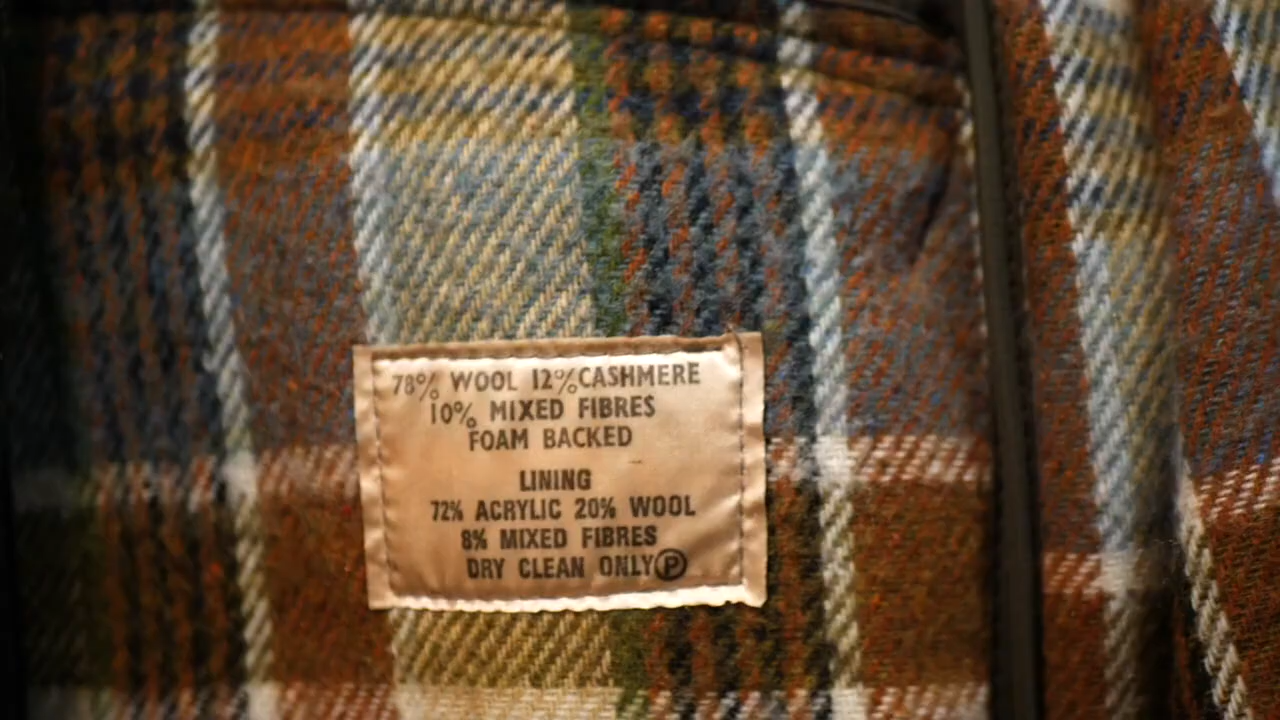 78% WOOL 12% CASHMERE
10% MIXED FIBRES
FOAM BACKED
LINING
72% ACRYLIC 20% WOOL
8% MIXED FIBRES
DRY CLEAN ONLY Ⓟ